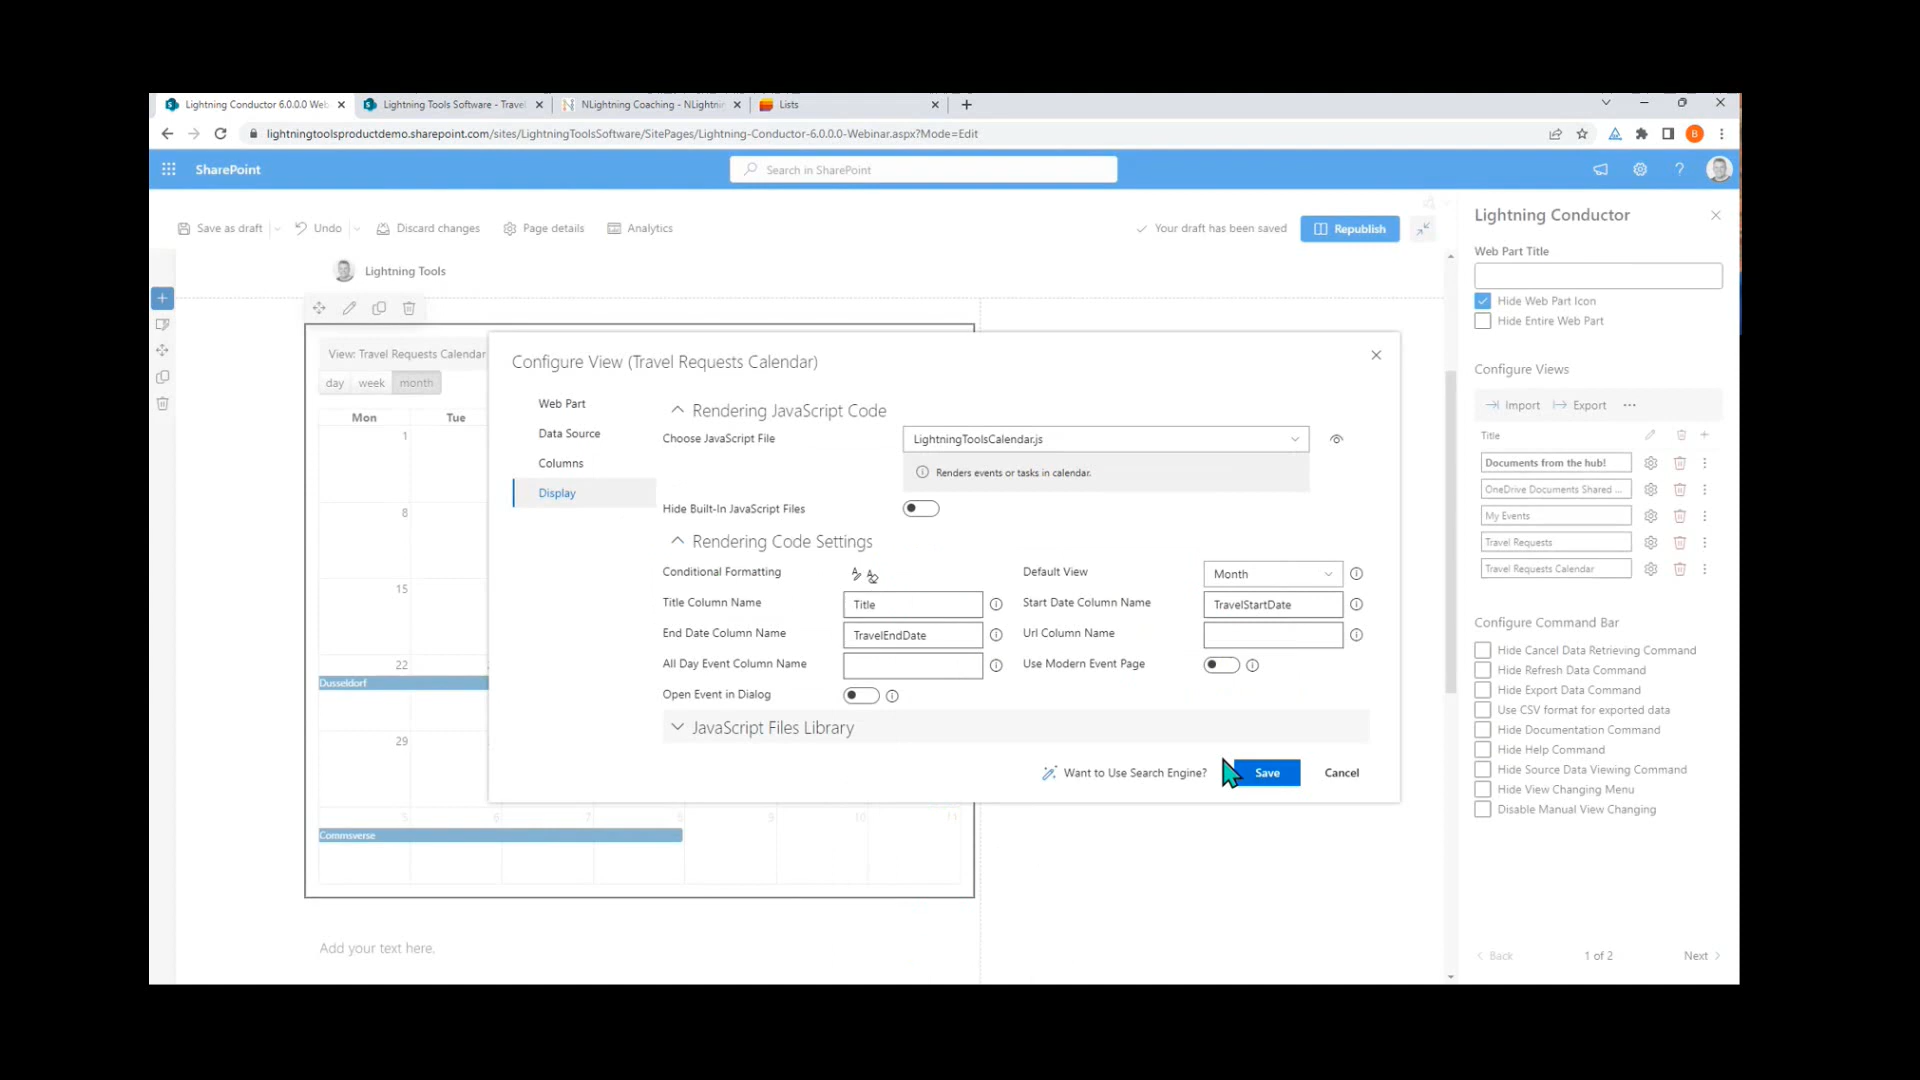 Lightning Conductor 6.0.0.0 Web
Lightning Tools Software - Travel
NLightning Coaching - NLightnin
Lists
lightningtoolsproductdemo.sharepoint.com/sites/LightningToolsSoftware/SitePages/Lightning-Conductor-6.0.0.0-Webinar.aspx?Mode=Edit
B
SharePoint
Search in SharePoint
Save as draft
Undo
Discard changes
Page details
Analytics
Your draft has been saved
Republish
Lightning Tools
View: Travel Requests Calendar
day week month
Mon Tue
1
8
15
22
Dusseldorf
29
5 6 7 8 9 10 11
Commsverse
Add your text here.
Configure View (Travel Requests Calendar)
Web Part
Data Source
Columns
Display
Rendering JavaScript Code
Choose JavaScript File
LightningToolsCalendar.js
Renders events or tasks in calendar.
Hide Built-In JavaScript Files
Rendering Code Settings
Conditional Formatting
Default View
Month
Title Column Name
Title
Start Date Column Name
TravelStartDate
End Date Column Name
TravelEndDate
Url Column Name
All Day Event Column Name
Use Modern Event Page
Open Event in Dialog
JavaScript Files Library
Want to Use Search Engine?
Save
Cancel
Lightning Conductor
Web Part Title
Hide Web Part Icon
Hide Entire Web Part
Configure Views
Import
Export
Title
Documents from the hub!
OneDrive Documents Shared ...
My Events
Travel Requests
Travel Requests Calendar
Configure Command Bar
Hide Cancel Data Retrieving Command
Hide Refresh Data Command
Hide Export Data Command
Use CSV format for exported data
Hide Documentation Command
Hide Help Command
Hide Source Data Viewing Command
Hide View Changing Menu
Disable Manual View Changing
Back
1 of 2
Next